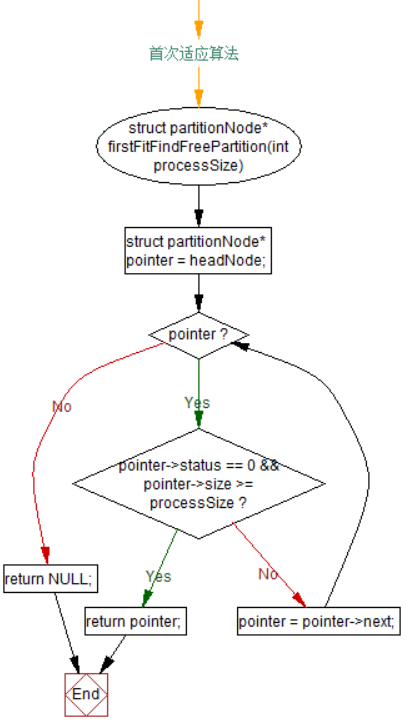 首次适应算法
struct partitionNode*
firstFitFindFreePartition(int
processSize)
struct partitionNode*
pointer = headNode;
pointer ?
No
Yes
pointer->status == 0 &&
pointer->size >=
processSize ?
Yes
No
return NULL;
return pointer;
pointer = pointer->next;
End